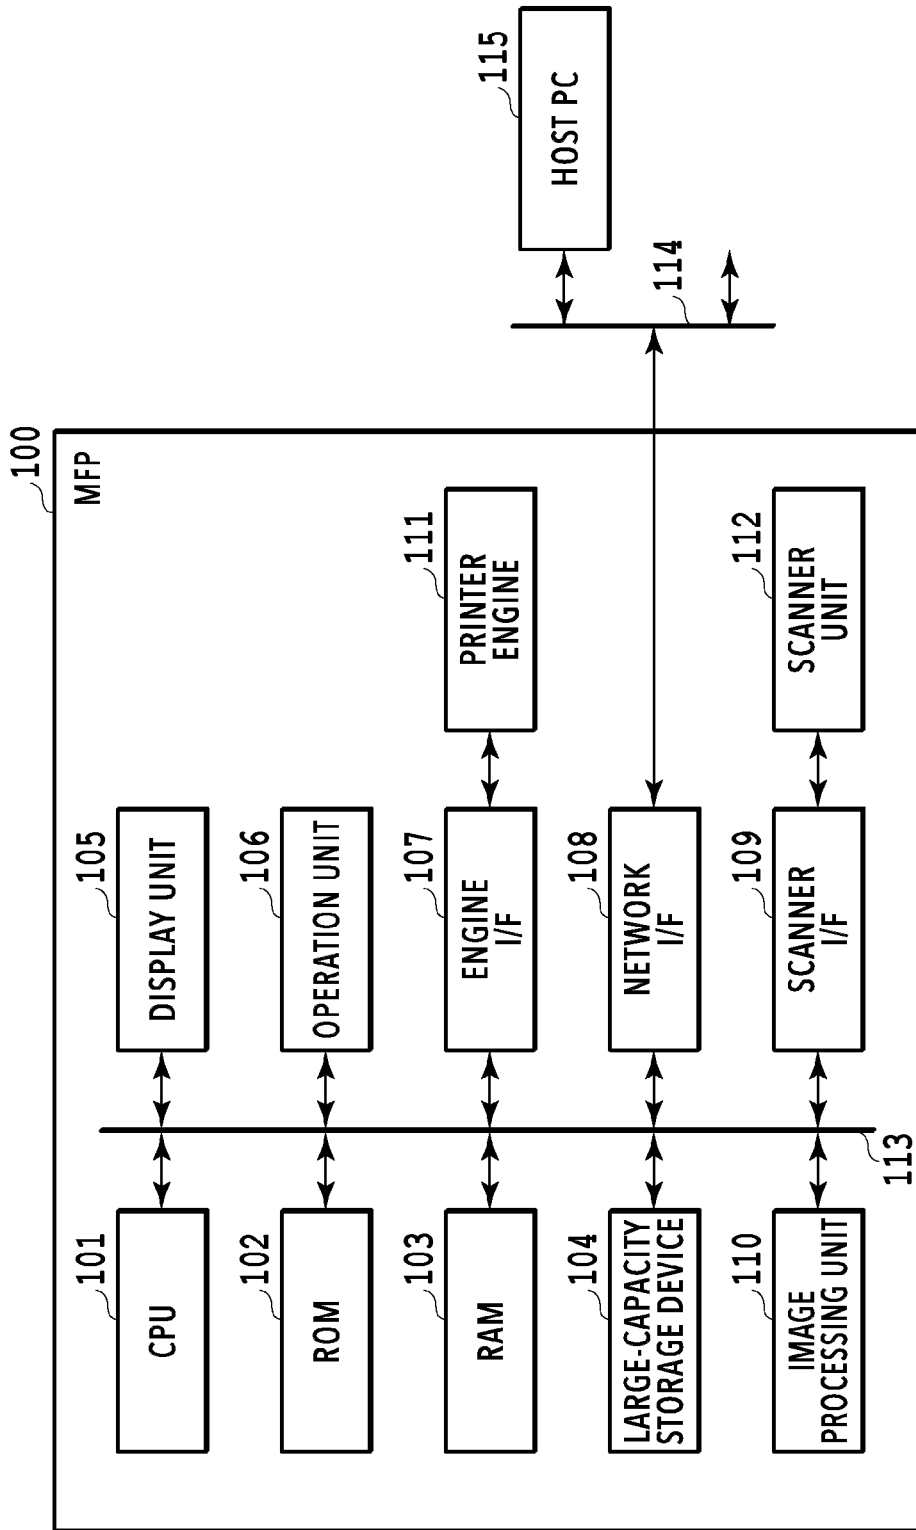 100
MFP
101
CPU
105
DISPLAY UNIT
102
ROM
106
OPERATION UNIT
103
RAM
107
ENGINE
I/F
111
PRINTER
ENGINE
104
LARGE-CAPACITY
STORAGE DEVICE
108
NETWORK
I/F
110
IMAGE
PROCESSING UNIT
109
SCANNER
I/F
112
SCANNER
UNIT
113
115
HOST PC
114